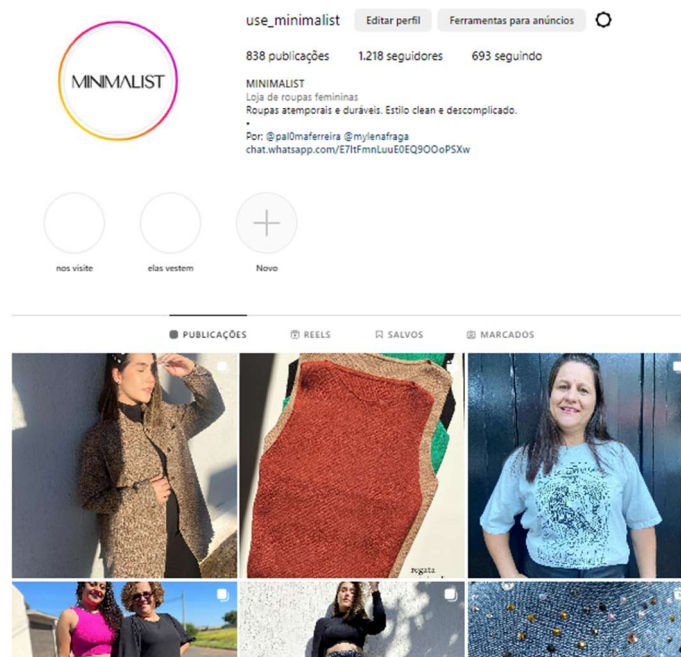 use_minimalist Editar perfil Ferramentas para anúncios
838 publicações 1.218 seguidores 693 seguindo
MINIMALIST
MINIMALIST
Loja de roupas femininas
Roupas atemporais e duráveis. Estilo clean e descomplicado.
•
Por: @pal0maferreira @mylenafraga
chat.whatsapp.com/E7ItFmnLuuE0EQ9OOoPSXw
nos visite elas vestem Novo
PUBLICAÇÕES REELS SALVOS MARCADOS
regata